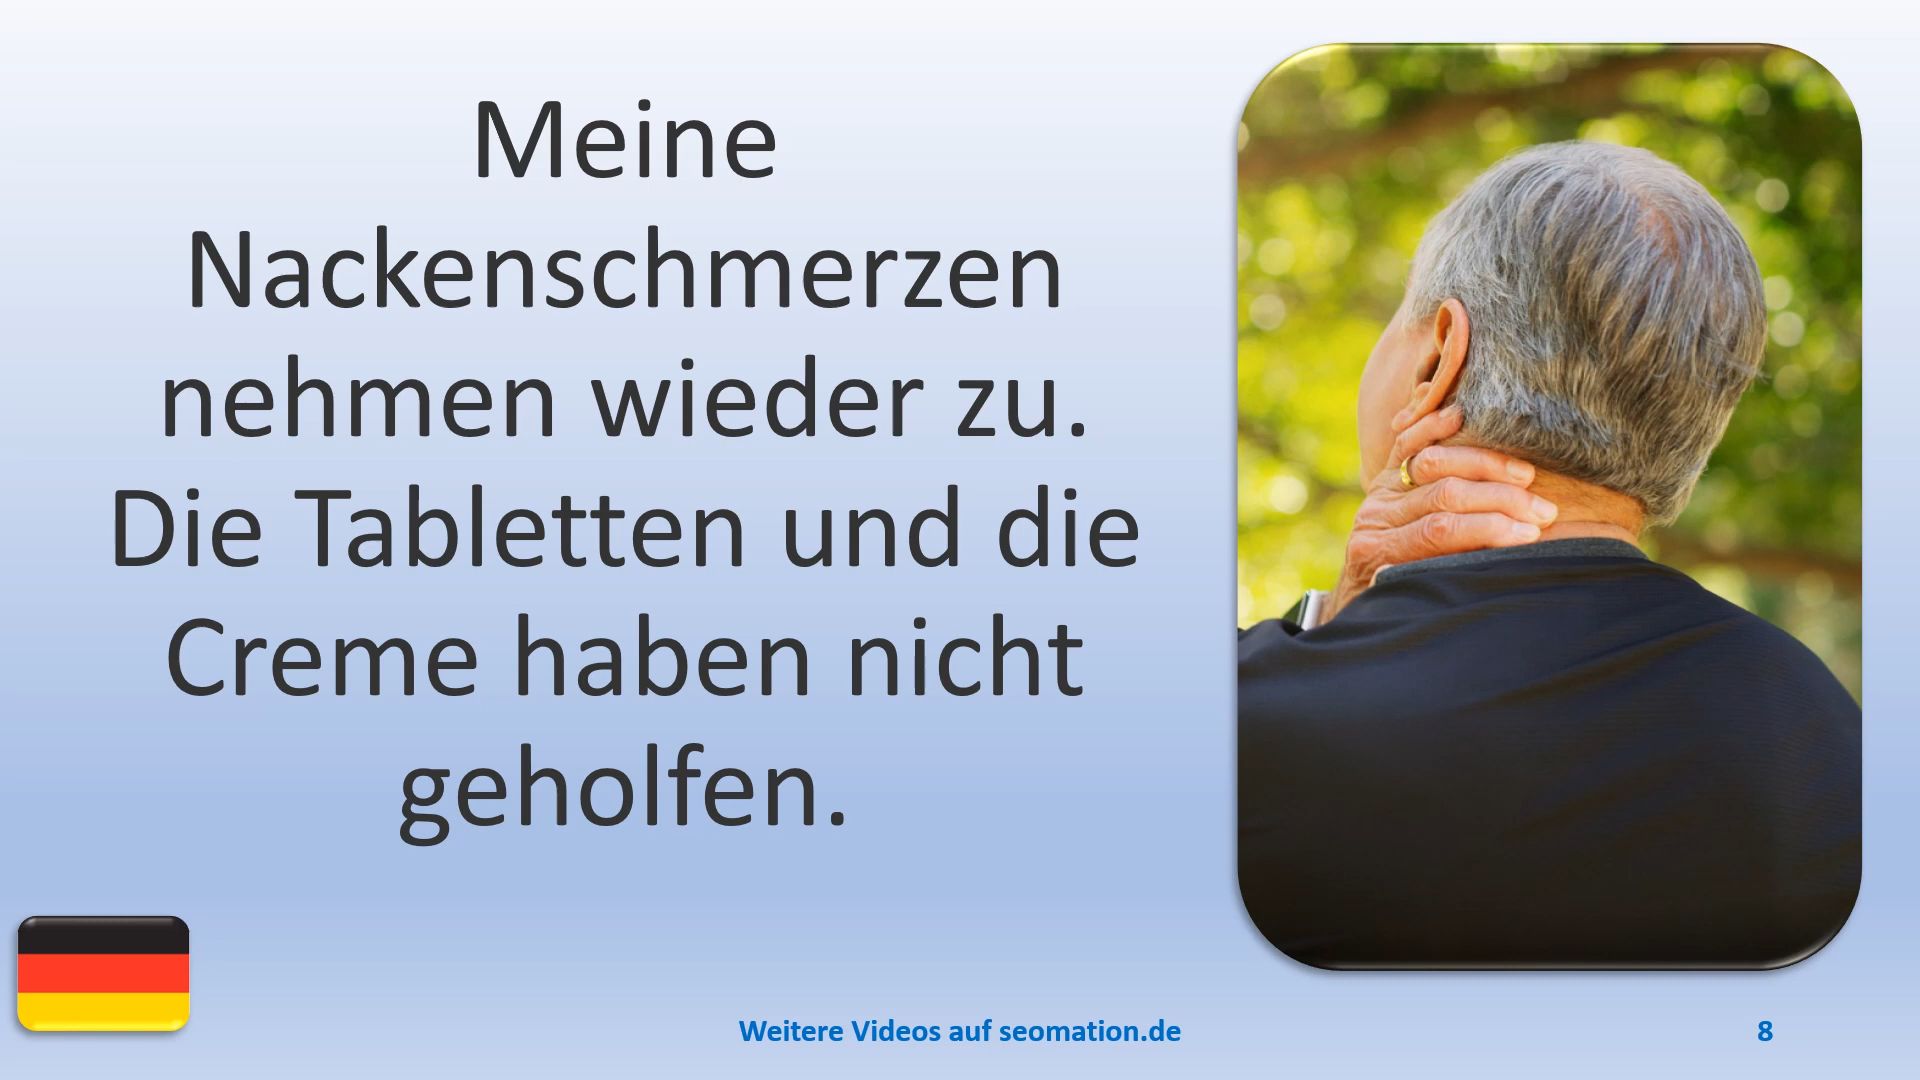 Meine
Nackenschmerzen
nehmen wieder zu.
Die Tabletten und die
Creme haben nicht
geholfen.
Weitere Videos auf seomation.de
8